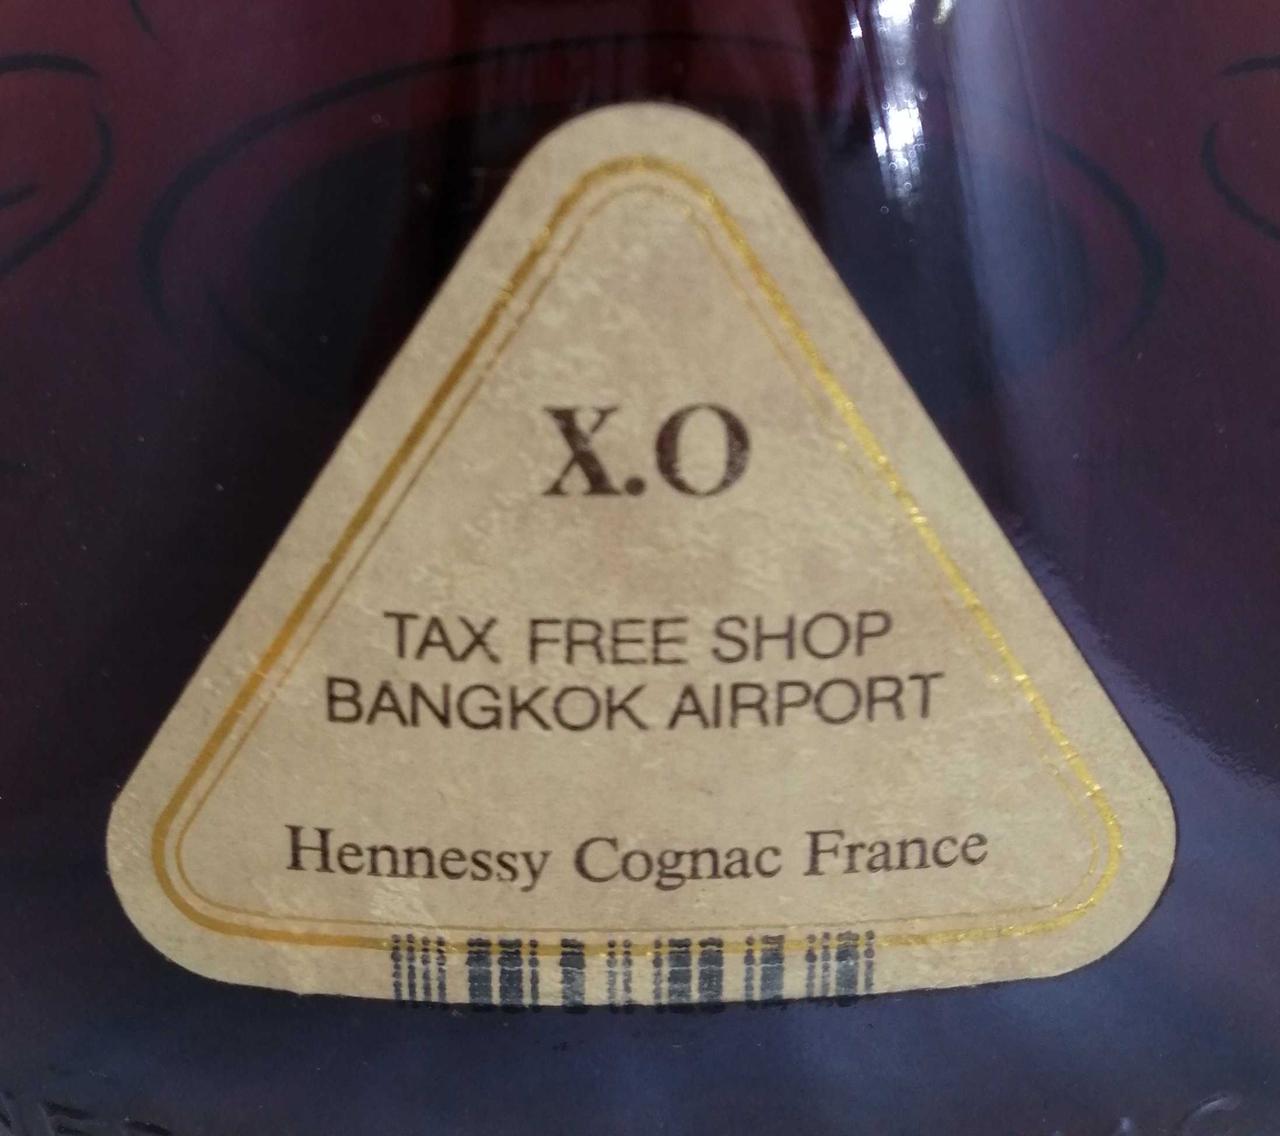 X.O
TAX FREE SHOP
BANGKOK AIRPORT
Hennessy Cognac France